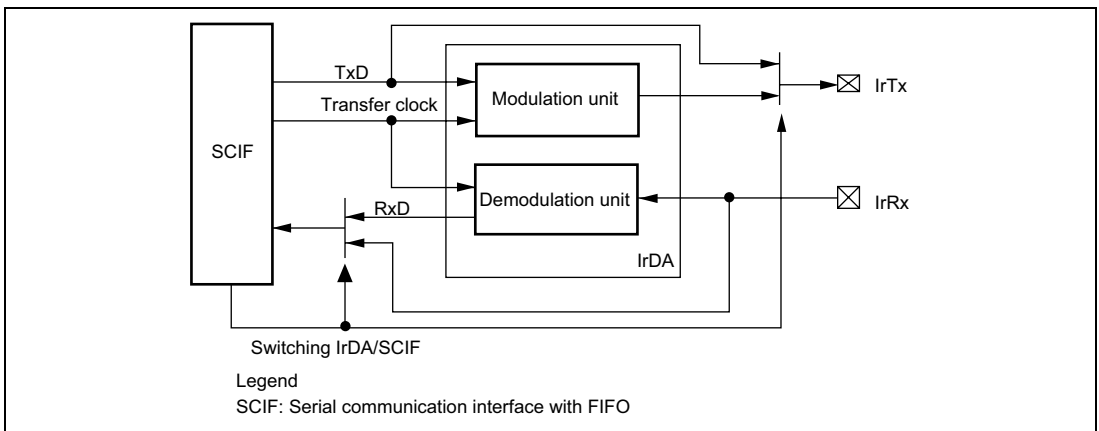 TxD
Modulation unit
IrTx
Transfer clock
SCIF
Demodulation unit
IrRx
RxD
IrDA
Switching IrDA/SCIF
Legend
SCIF: Serial communication interface with FIFO